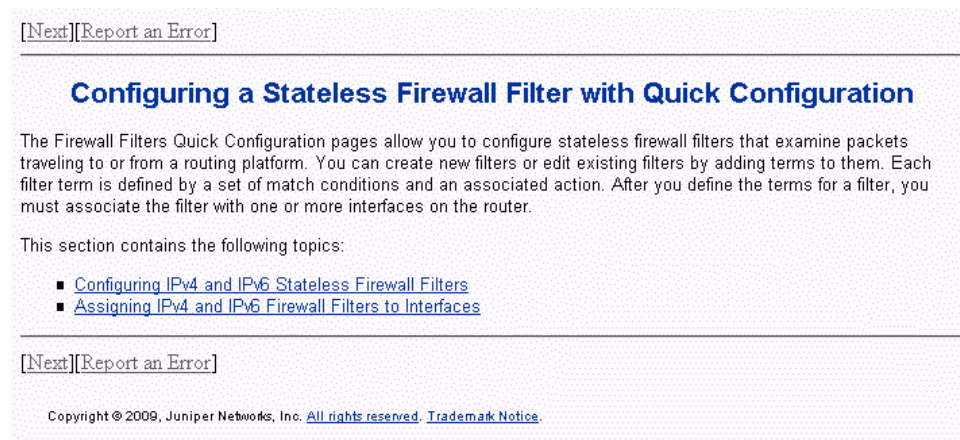 [Next][Report an Error]
Configuring a Stateless Firewall Filter with Quick Configuration
The Firewall Filters Quick Configuration pages allow you to configure stateless firewall filters that examine packets
traveling to or from a routing platform. You can create new filters or edit existing filters by adding terms to them. Each
filter term is defined by a set of match conditions and an associated action. After you define the terms for a filter, you
must associate the filter with one or more interfaces on the router.
This section contains the following topics:
■ Configuring IPv4 and IPv6 Stateless Firewall Filters
■ Assigning IPv4 and IPv6 Firewall Filters to Interfaces
[Next][Report an Error]
Copyright © 2009, Juniper Networks, Inc. All rights reserved. Trademark Notice.